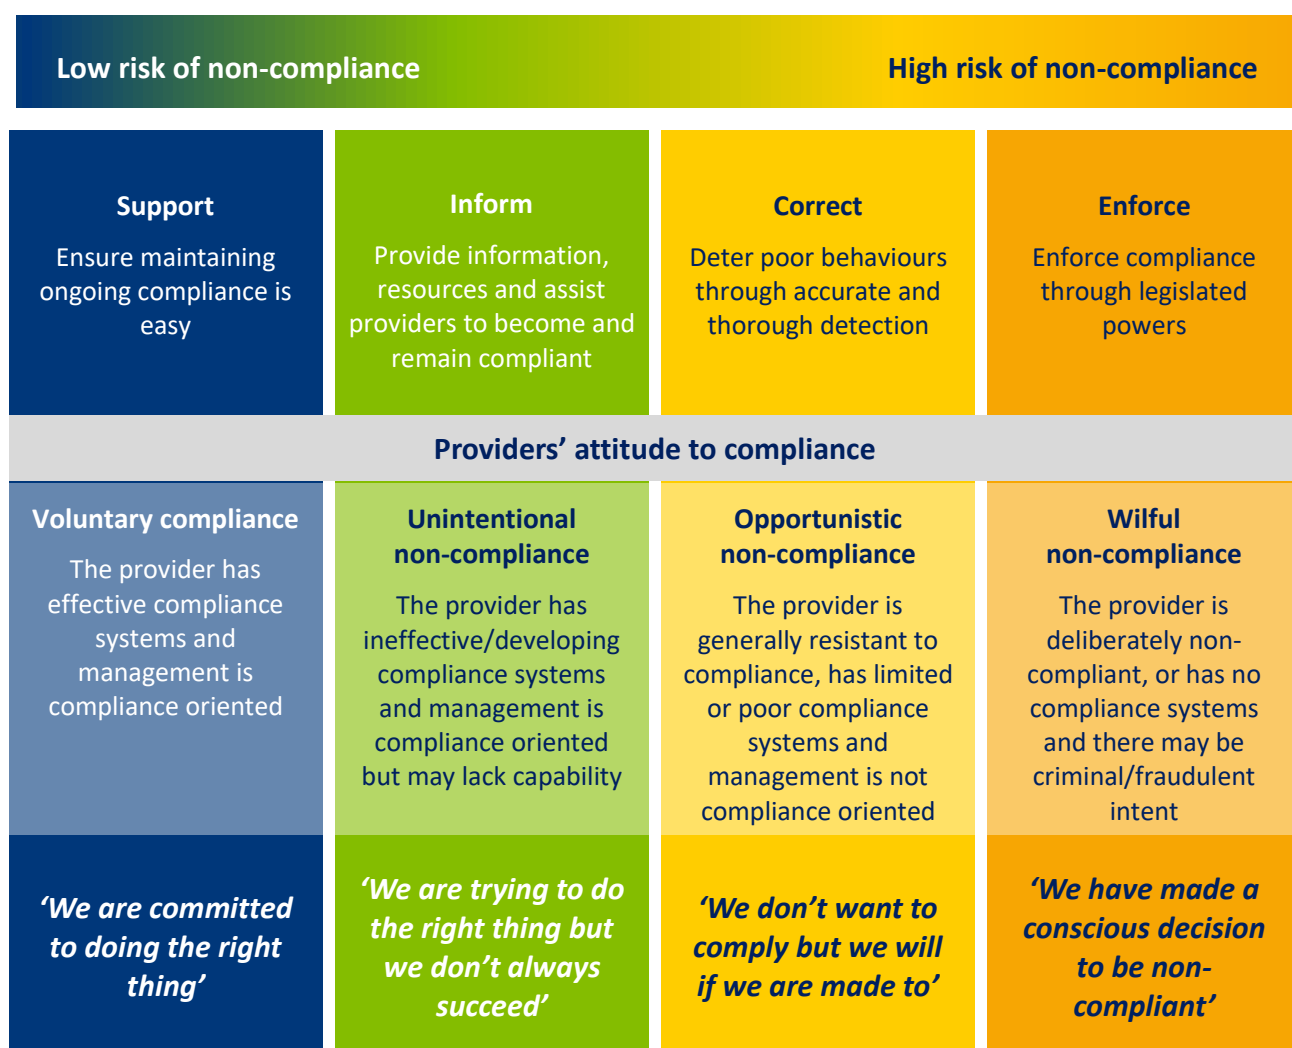 Low risk of non-compliance
High risk of non-compliance
Support
Ensure maintaining
ongoing compliance is
easy
Inform
Provide information,
resources and assist
providers to become and
remain compliant
Correct
Deter poor behaviours
through accurate and
thorough detection
Enforce
Enforce compliance
through legislated
powers
Providers’ attitude to compliance
Voluntary compliance
The provider has
effective compliance
systems and
management is
compliance oriented
Unintentional
non-compliance
The provider has
ineffective/developing
compliance systems
and management is
compliance oriented
but may lack capability
Opportunistic
non-compliance
The provider is
generally resistant to
compliance, has limited
or poor compliance
systems and
management is not
compliance oriented
Wilful
non-compliance
The provider is
deliberately non-
compliant, or has no
compliance systems
and there may be
criminal/fraudulent
intent
‘We are committed
to doing the right
thing’
‘We are trying to do
the right thing but
we don’t always
succeed’
‘We don’t want to
comply but we will
if we are made to’
‘We have made a
conscious decision
to be non-
compliant’